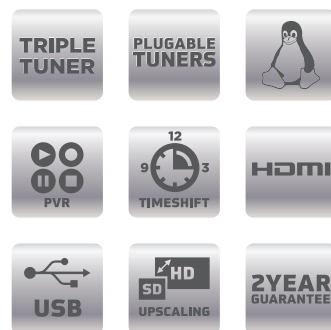 TRIPLE
TUNER
PLUGABLE
TUNERS
PVR
12
9
3
TIMESHIFT
HDMI
USB
SD
HD
UPSCALING
2YEAR
GUARANTEE